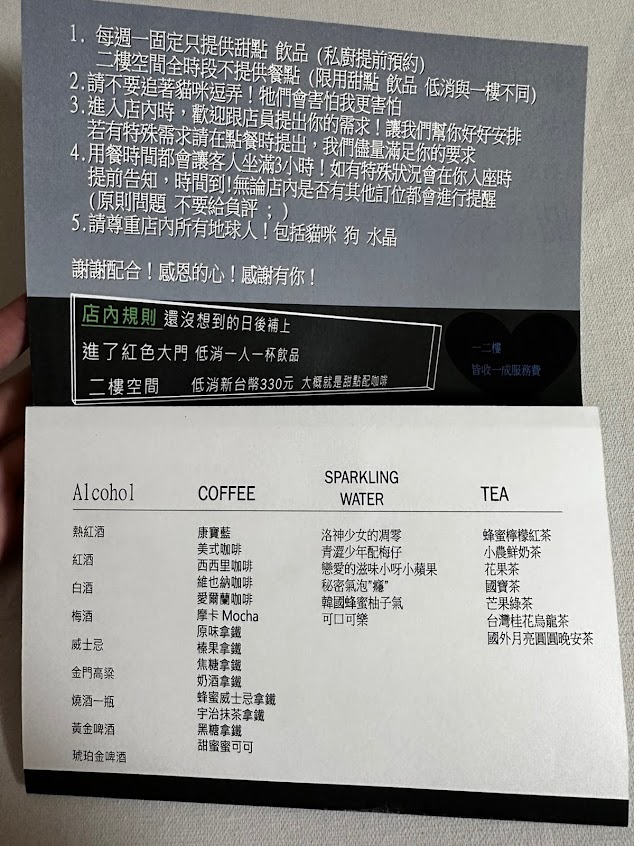 1. 每週一固定只提供甜點 飲品 (私廚提前預約)
二樓空間全時段不提供餐點 (限用甜點 飲品 低消與一樓不同)
2.請不要追著貓咪逗弄！牠們會害怕我更害怕
3.進入店內時，歡迎跟店員提出你的需求！讓我們幫你好好安排
若有特殊需求請在點餐時提出，我們儘量滿足你的要求
4.用餐時間都會讓客人坐滿3小時！如有特殊狀況會在你入座時
提前告知，時間到！無論店內是否有其他訂位都會進行提醒
(原則問題 不要給負評 ; )
5.請尊重店內所有地球人！包括貓咪 狗 水晶
謝謝配合！感恩的心！感謝有你！
店內規則 還沒想到的日後補上
進了紅色大門 低消一人一杯飲品
二樓空間 低消新台幣330元 大概就是甜點配咖啡
一二樓
皆收一成服務費
Alcohol
熱紅酒
紅酒
白酒
梅酒
威士忌
金門高粱
燒酒一瓶
黃金啤酒
琥珀金啤酒
COFFEE
康寶藍
美式咖啡
西西里咖啡
維也納咖啡
愛爾蘭咖啡
摩卡 Mocha
原味拿鐵
榛果拿鐵
焦糖拿鐵
奶酒拿鐵
蜂蜜威士忌拿鐵
宇治抹茶拿鐵
黑糖拿鐵
甜蜜蜜可可
SPARKLING
WATER
洛神少女的凋零
青澀少年配梅仔
戀愛的滋味小呀小蘋果
秘密氣泡"癮"
韓國蜂蜜柚子氣
可口可樂
TEA
蜂蜜檸檬紅茶
小農鮮奶茶
花果茶
國寶茶
芒果綠茶
台灣桂花烏龍茶
國外月亮圓圓晚安茶